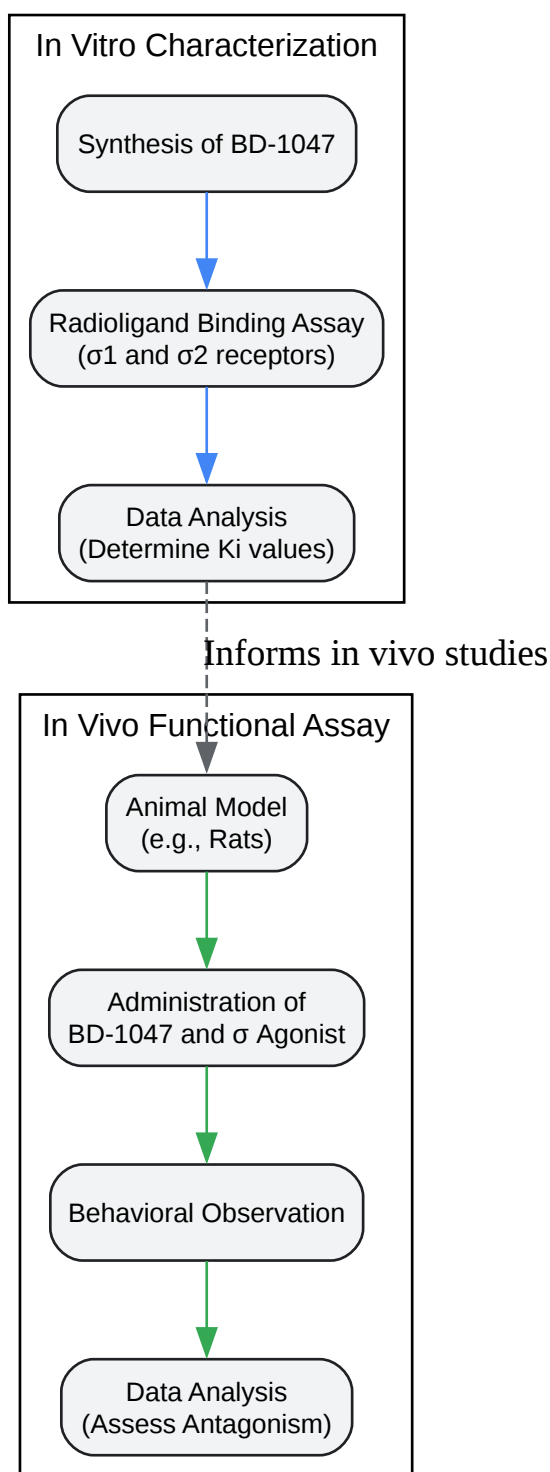 In Vitro Characterization
Synthesis of BD-1047
Radioligand Binding Assay
(σ1 and σ2 receptors)
Data Analysis
(Determine Ki values)
Informs in vivo studies
In Vivo Functional Assay
Animal Model
(e.g., Rats)
Administration of
BD-1047 and σ Agonist
Behavioral Observation
Data Analysis
(Assess Antagonism)